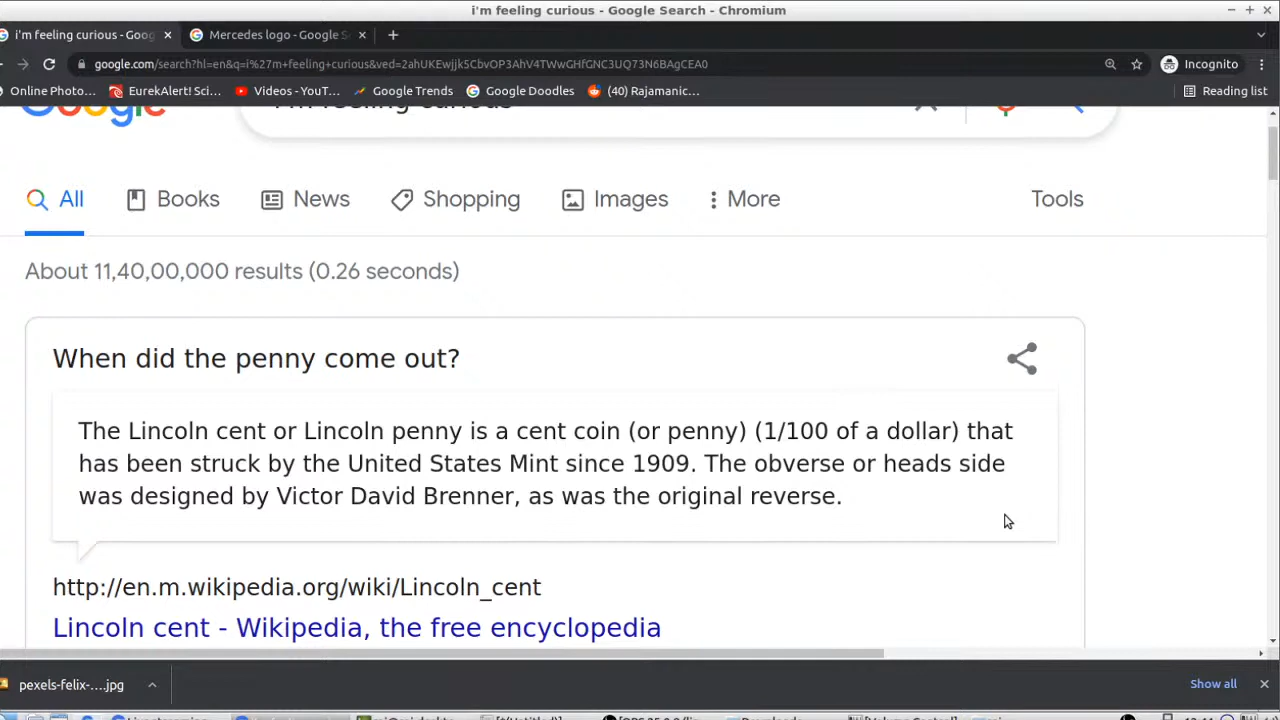 i'm feeling curious - Google Search - Chromium
i'm feeling curious - Goog
Mercedes logo - Google S
google.com/search?hl=en&q=i%27m+feeling+curious&ved=2ahUKEwjjk5CbvOP3AhV4TWwGHfGNC3UQ73N6BAgCEA0
Incognito
Online Photo…
EurekAlert! Sci…
Videos - YouT…
Google Trends
Google Doodles
(40) Rajamanic…
Reading list
Google
i'm feeling curious
All
Books
News
Shopping
Images
More
Tools
About 11,40,00,000 results (0.26 seconds)
When did the penny come out?
The Lincoln cent or Lincoln penny is a cent coin (or penny) (1/100 of a dollar) that
has been struck by the United States Mint since 1909. The obverse or heads side
was designed by Victor David Brenner, as was the original reverse.
http://en.m.wikipedia.org/wiki/Lincoln_cent
Lincoln cent - Wikipedia, the free encyclopedia
pexels-felix-....jpg
Show all